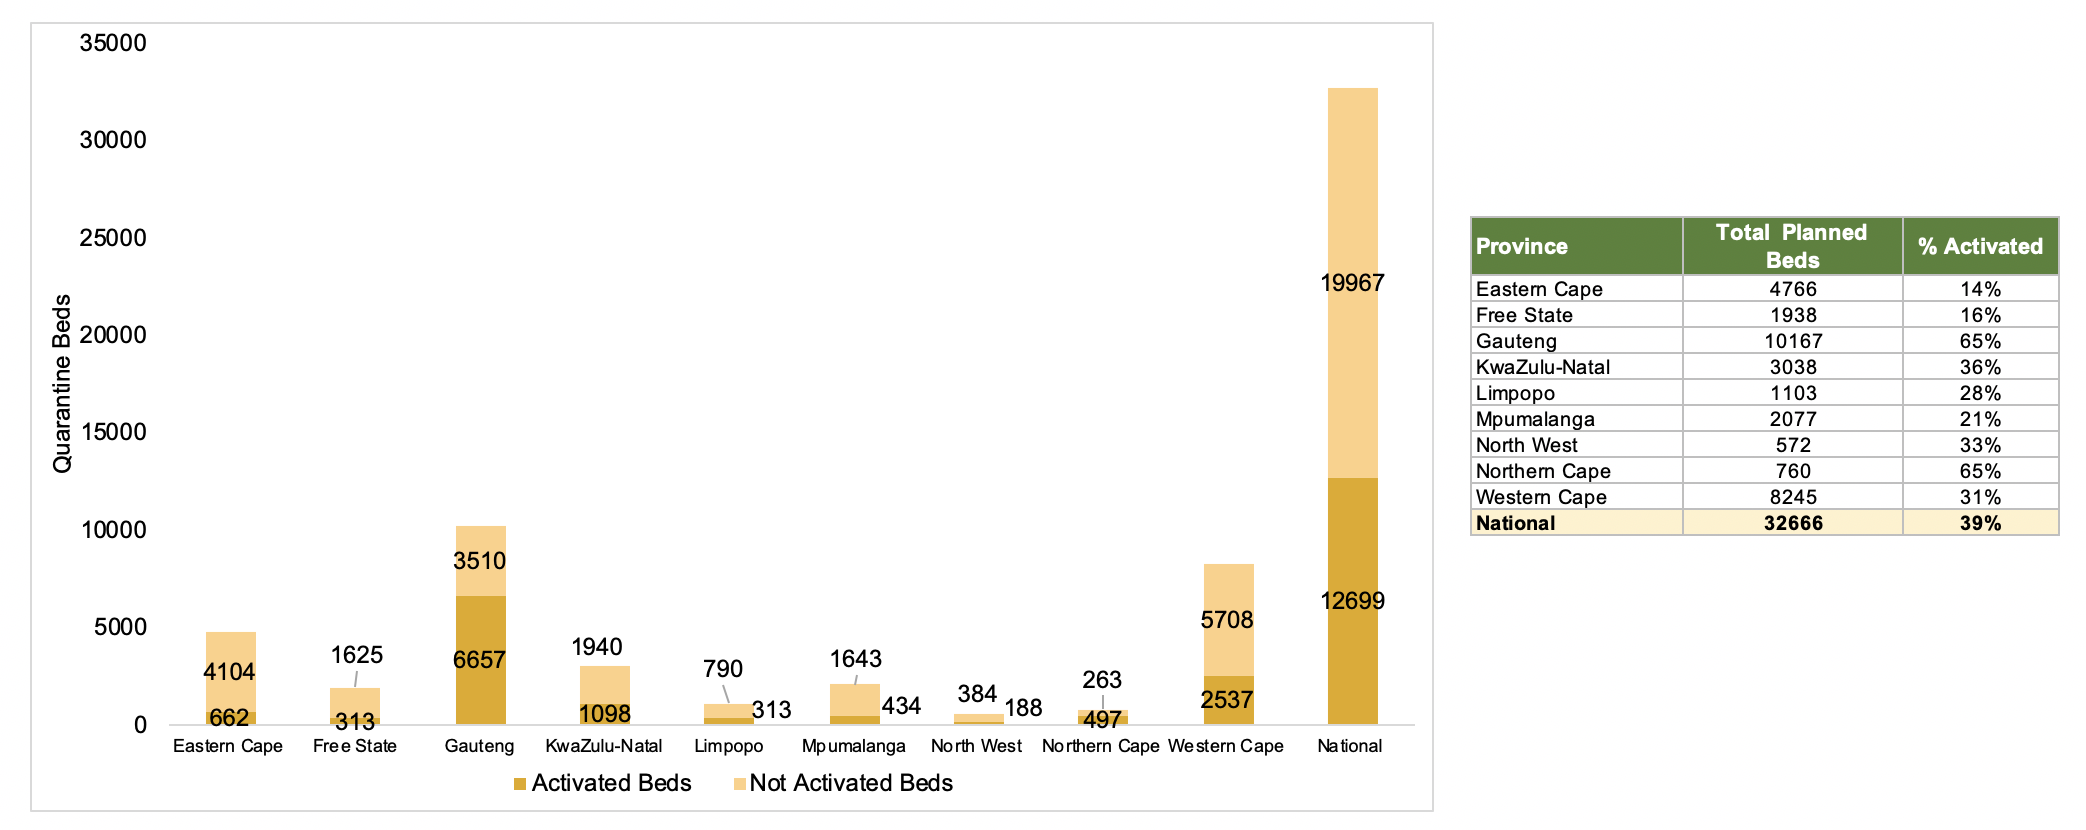 35000
30000
25000
20000
15000
10000
5000
0
Quarantine Beds
4104
662
1625
313
3510
6657
1940
1098
790
313
1643
434
384
188
263
497
5708
2537
19967
12699
Eastern Cape Free State Gauteng KwaZulu-Natal Limpopo Mpumalanga North West Northern Cape Western Cape National
Activated Beds Not Activated Beds
Province Total Planned Beds % Activated
Eastern Cape 4766 14%
Free State 1938 16%
Gauteng 10167 65%
KwaZulu-Natal 3038 36%
Limpopo 1103 28%
Mpumalanga 2077 21%
North West 572 33%
Northern Cape 760 65%
Western Cape 8245 31%
National 32666 39%